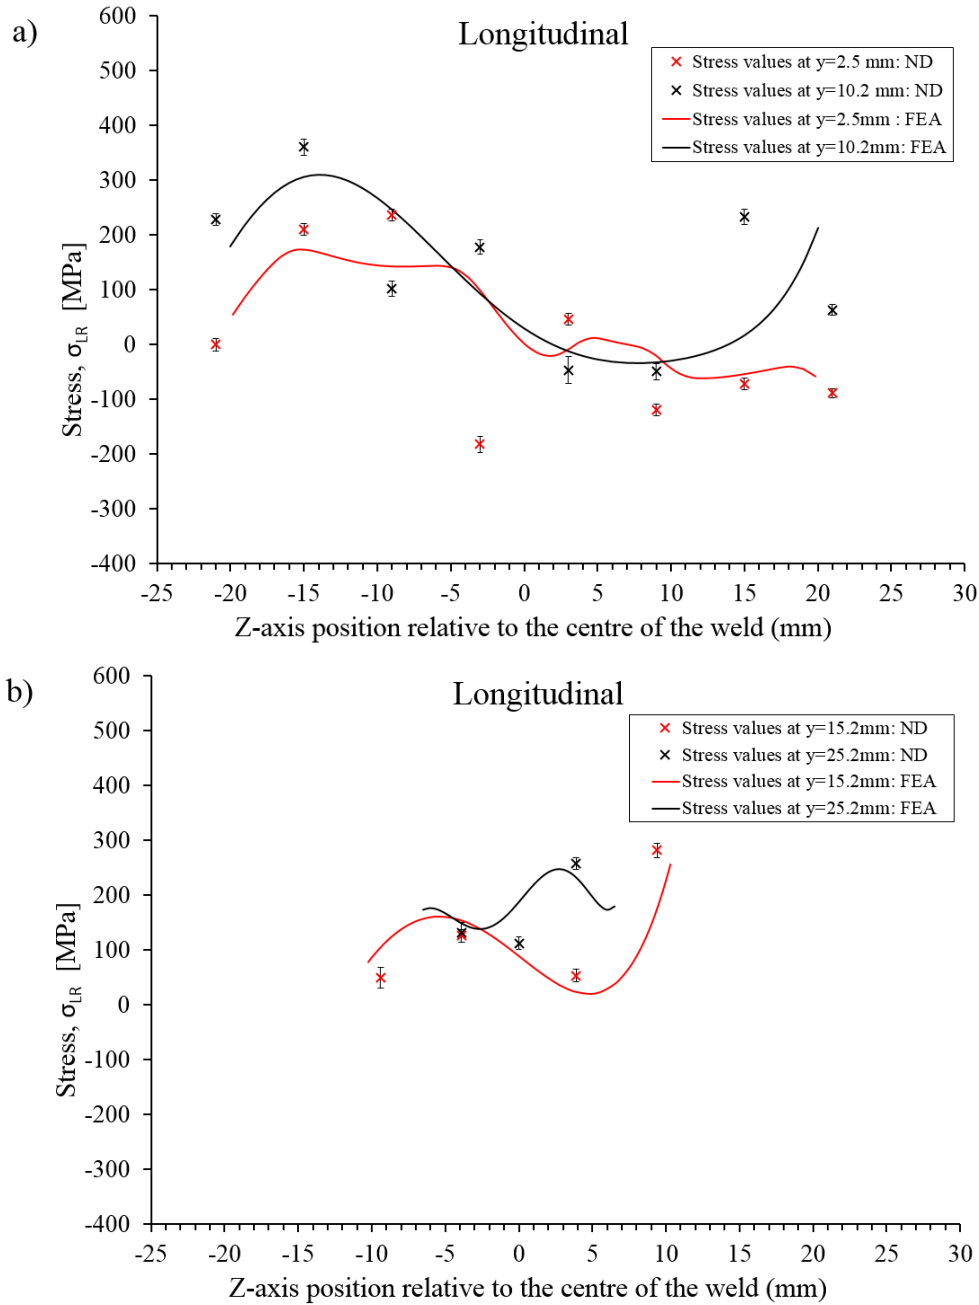 a)
Longitudinal
Stress values at y=2.5 mm: ND
Stress values at y=10.2 mm: ND
Stress values at y=2.5mm : FEA
Stress values at y=10.2mm: FEA
600
500
400
300
200
100
0
-100
-200
-300
-400
Stress, σLR [MPa]
-25 -20 -15 -10 -5 0 5 10 15 20 25 30
Z-axis position relative to the centre of the weld (mm)
b)
Longitudinal
Stress values at y=15.2mm: ND
Stress values at y=25.2mm: ND
Stress values at y=15.2mm: FEA
Stress values at y=25.2mm: FEA
600
500
400
300
200
100
0
-100
-200
-300
-400
Stress, σLR [MPa]
-25 -20 -15 -10 -5 0 5 10 15 20 25 30
Z-axis position relative to the centre of the weld (mm)